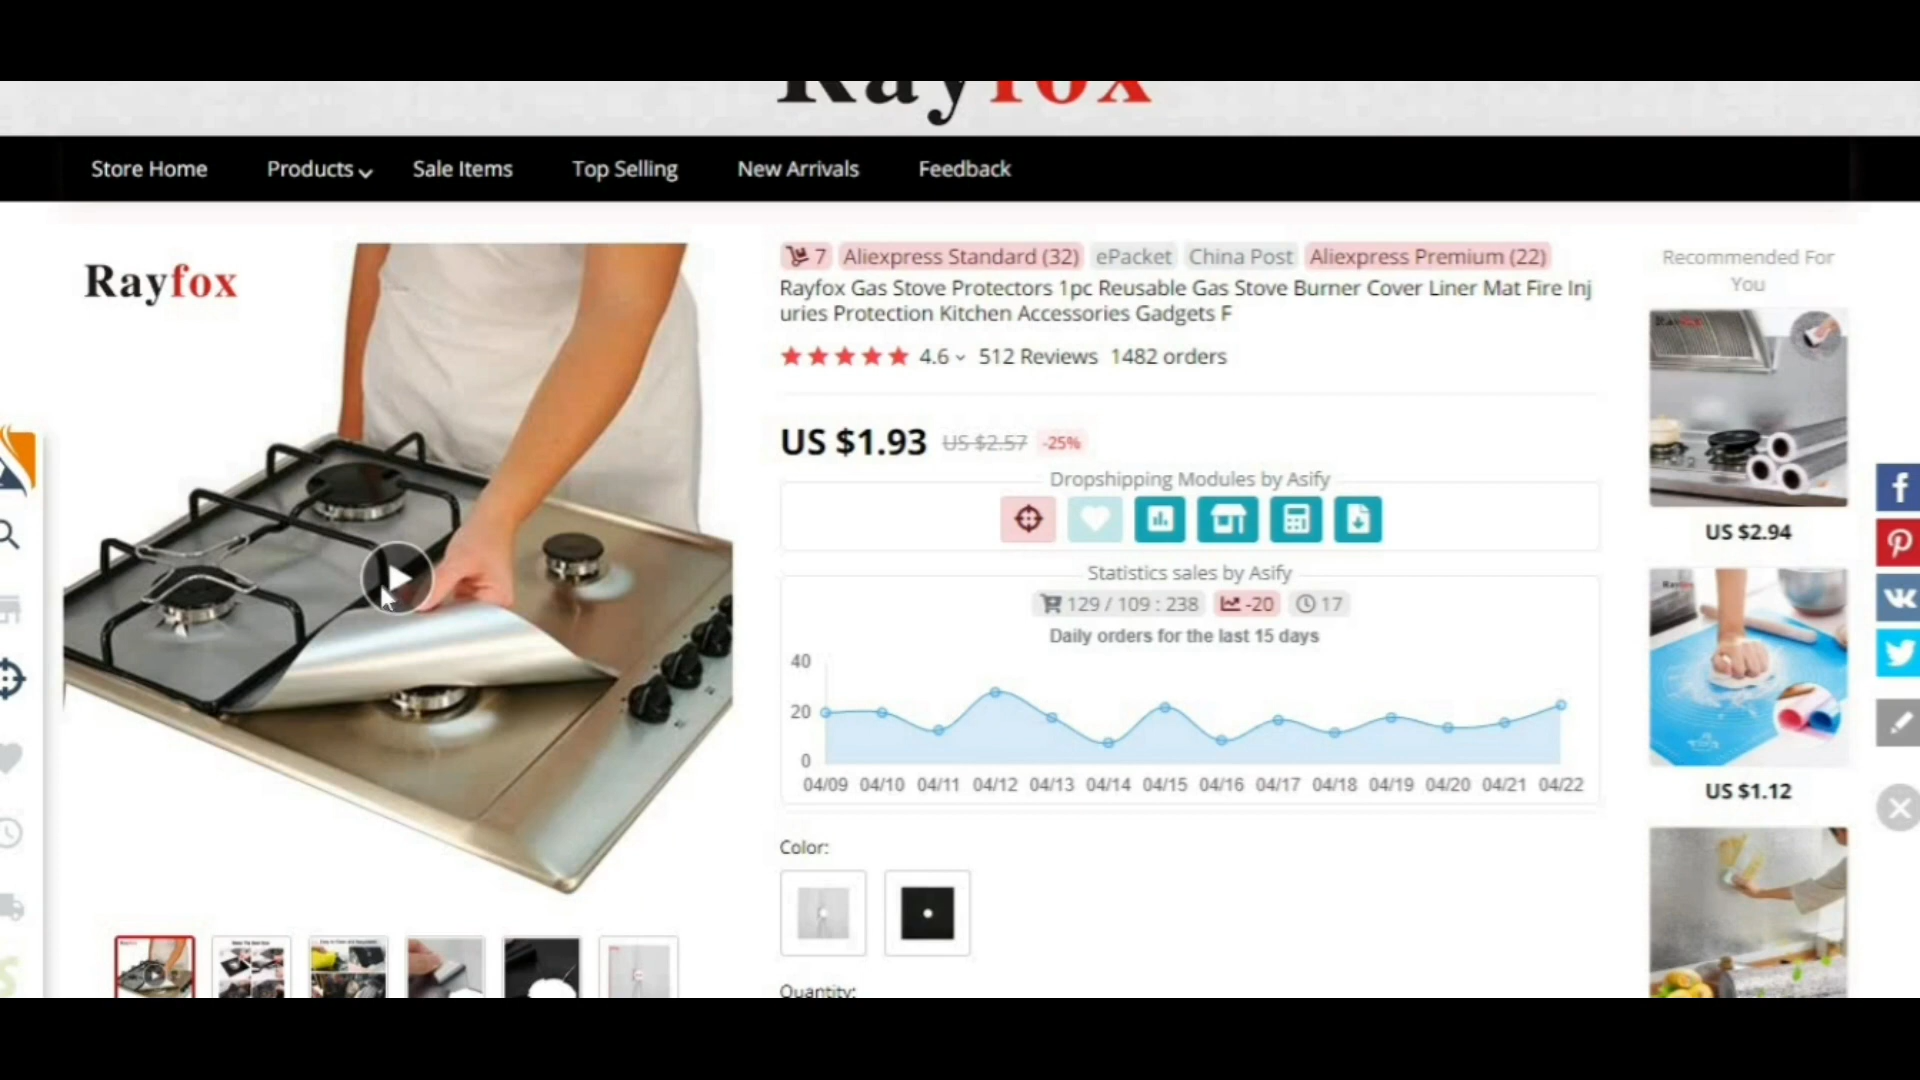 Rayfox
Store Home Products Sale Items Top Selling New Arrivals Feedback
Rayfox
7 Aliexpress Standard (32) ePacket China Post Aliexpress Premium (22)
Rayfox Gas Stove Protectors 1pc Reusable Gas Stove Burner Cover Liner Mat Fire Inj
uries Protection Kitchen Accessories Gadgets F
4.6 512 Reviews 1482 orders
US $1.93 US $2.57 -25%
Dropshipping Modules by Asify
Statistics sales by Asify
129 / 109 : 238 -20 17
Daily orders for the last 15 days
40
20
0
04/09 04/10 04/11 04/12 04/13 04/14 04/15 04/16 04/17 04/18 04/19 04/20 04/21 04/22
Color:
Quantity:
Recommended For
You
US $2.94
US $1.12